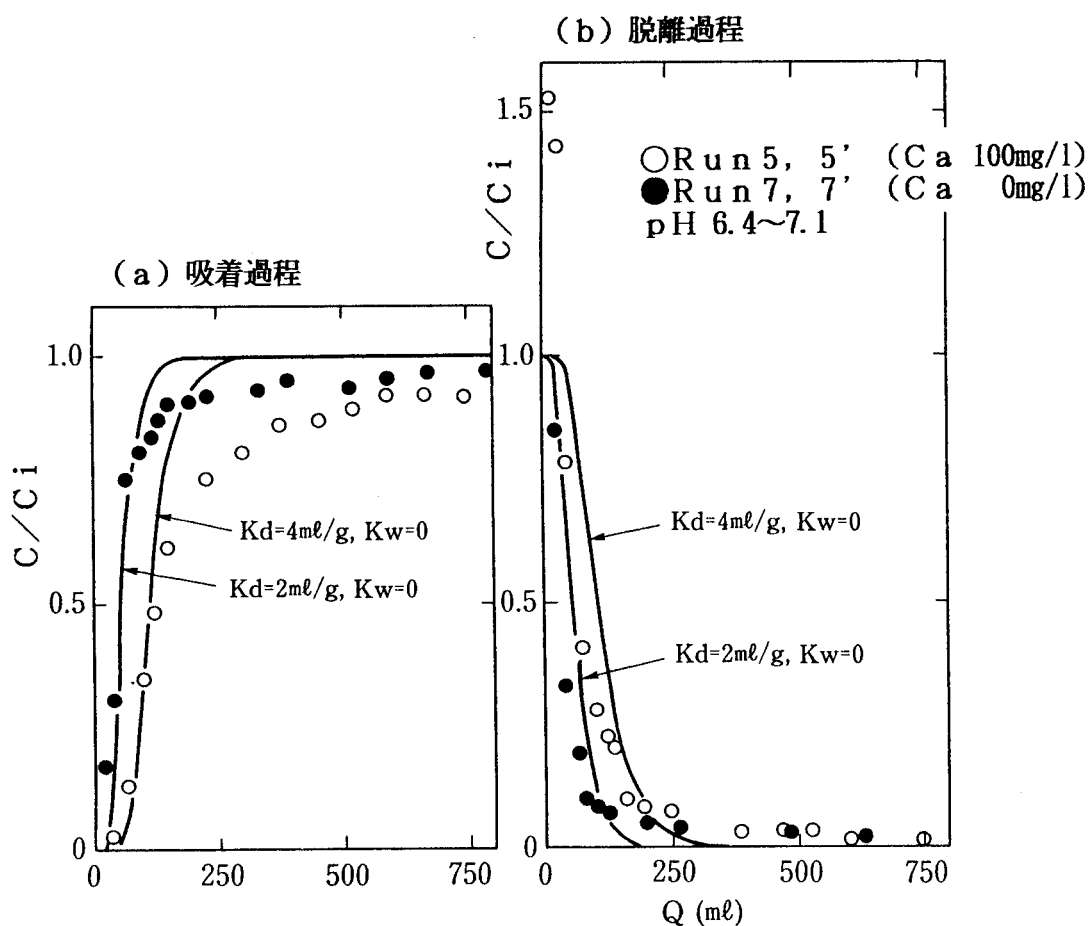 (b) 脱離過程
1.5
○Run5, 5' (Ca 100mg/l)
●Run7, 7' (Ca 0mg/l)
pH 6.4～7.1
C／Ci
(a) 吸着過程
1.0
1.0
C／Ci
Kd=4mℓ/g, Kw=0
Kd=2mℓ/g, Kw=0
Kd=4mℓ/g, Kw=0
Kd=2mℓ/g, Kw=0
0.5
0.5
0
0
0 250 500 750
0 250 500 750
Q (mℓ)